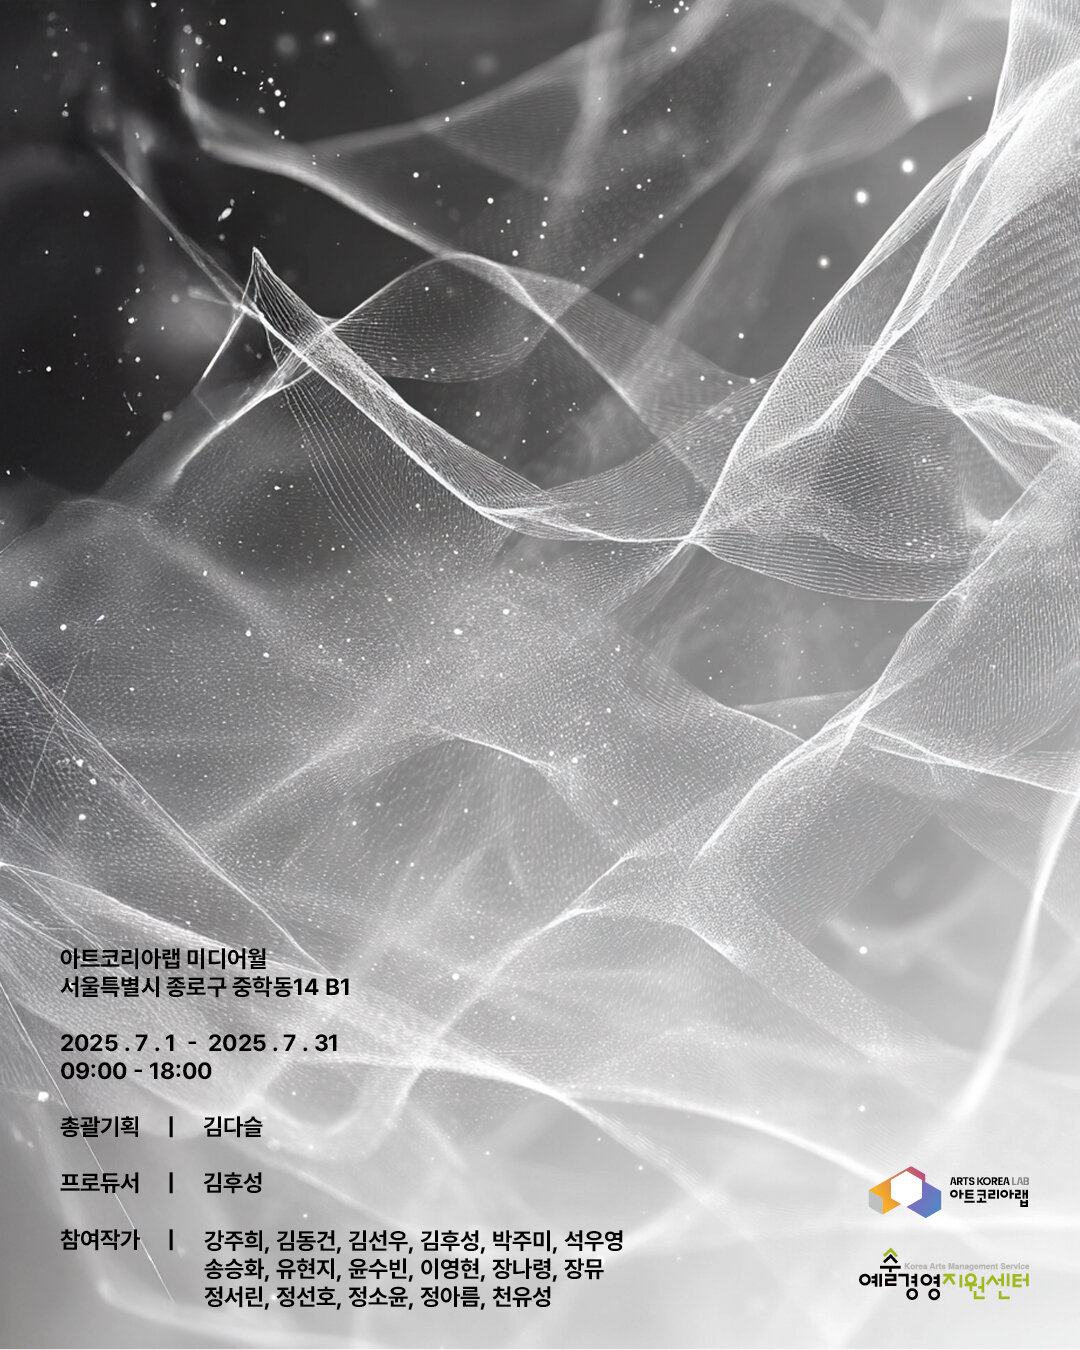 아트코리아랩 미디어월
서울특별시 종로구 중학동14 B1
2025 . 7 . 1 - 2025 . 7 . 31
09:00 - 18:00
총괄기획 | 김다슬
프로듀서 | 김후성
참여작가 | 강주희, 김동건, 김선우, 김후성, 박주미, 석우영
송승화, 유현지, 윤수빈, 이영현, 장나령, 장뮤
정서린, 정선호, 정소윤, 정아름, 천유성
ARTS KOREA LAB
아트코리아랩
Korea Arts Management Service
예술경영지원센터